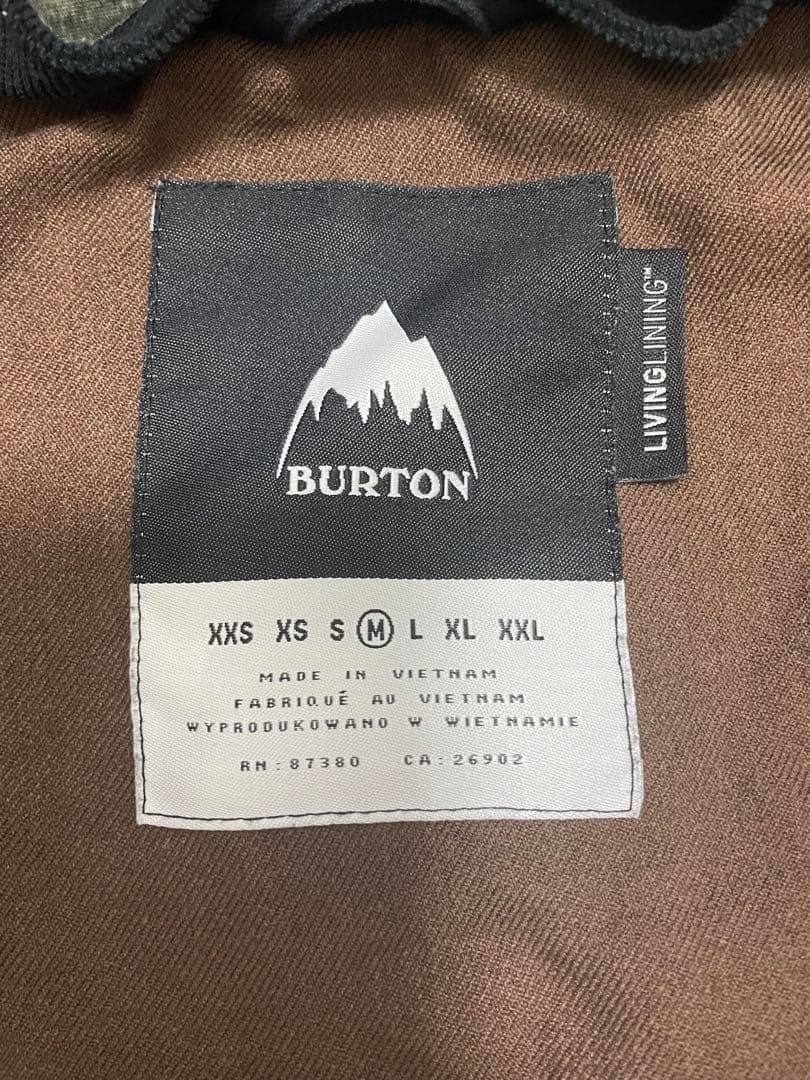 BURTON
LIVINGLINING™
XXS XS S M L XL XXL
MADE IN VIETNAM
FABRIQUÉ AU VIETNAM
WYPRODUKOWANO W WIETNAMIE
RN: 87380 CA: 26902